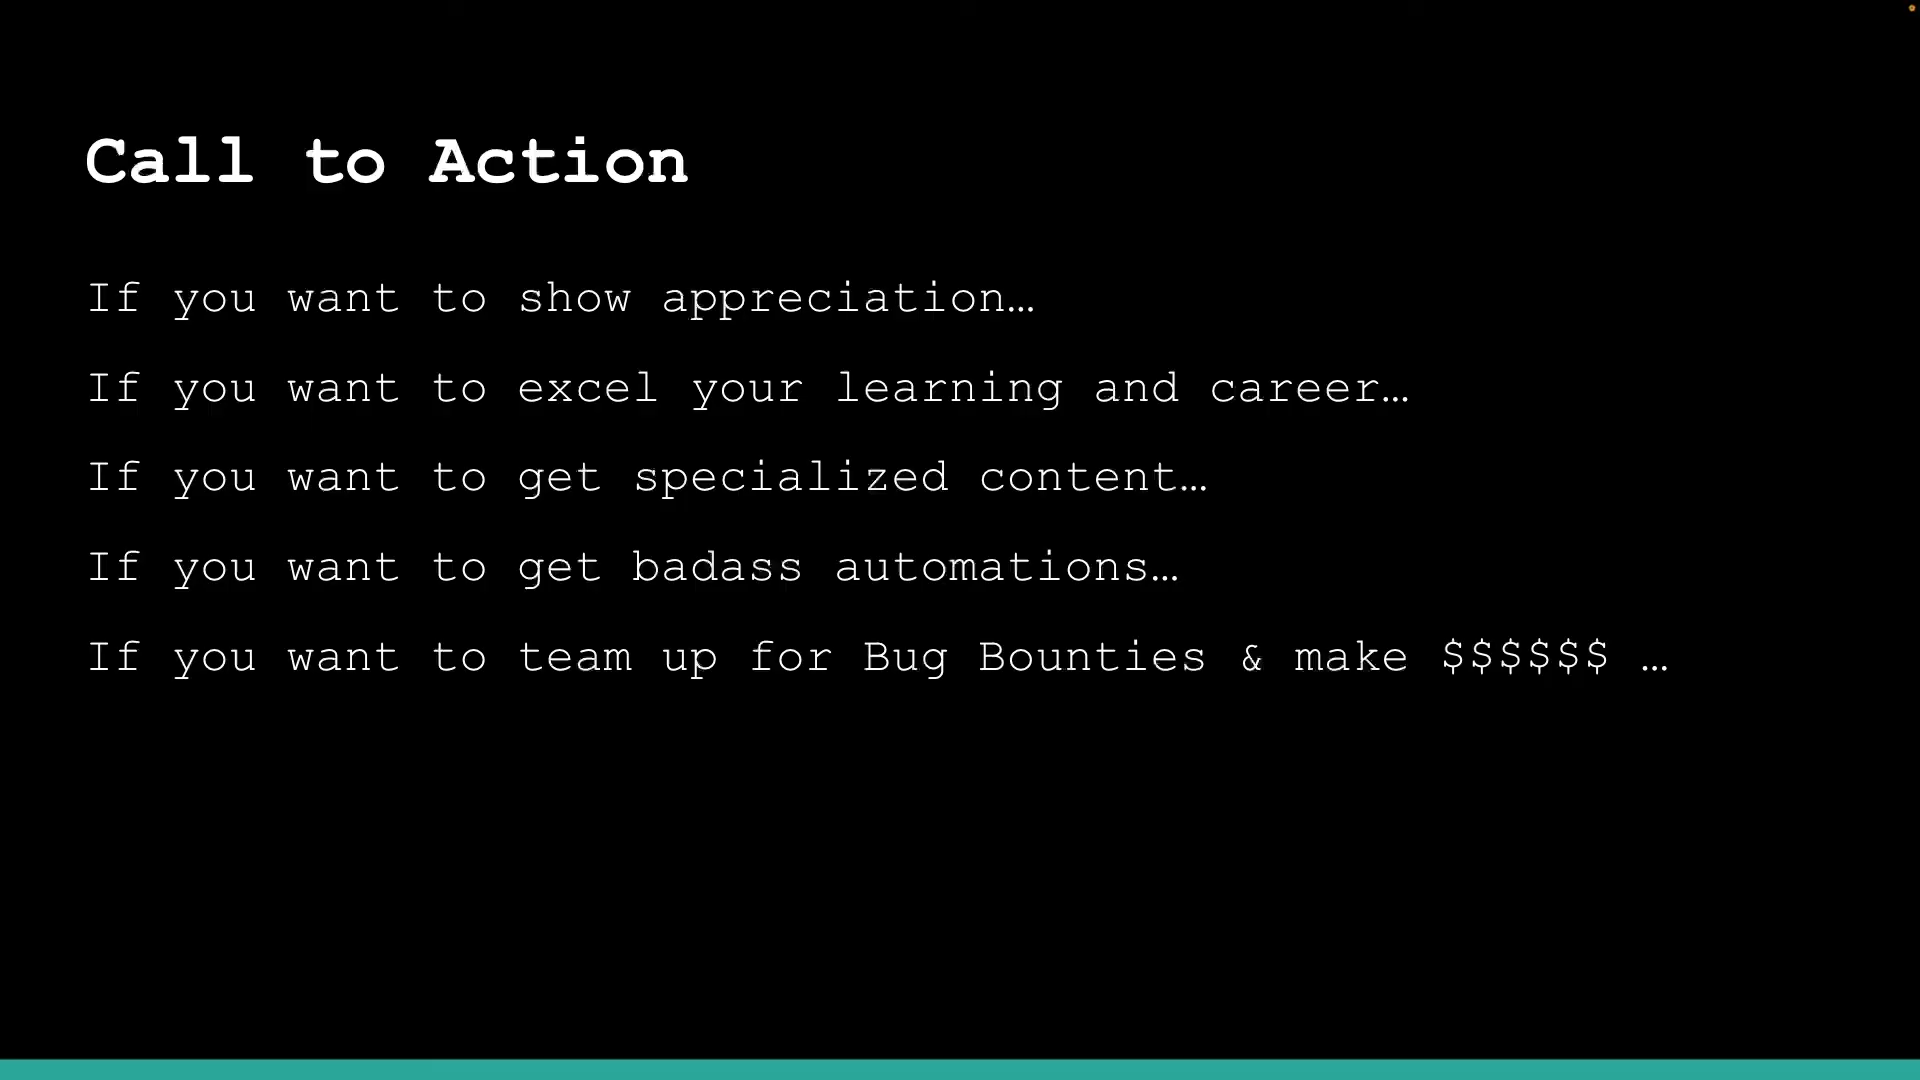 Call to Action
If you want to show appreciation…
If you want to excel your learning and career…
If you want to get specialized content…
If you want to get badass automations…
If you want to team up for Bug Bounties & make $$$$$$ …